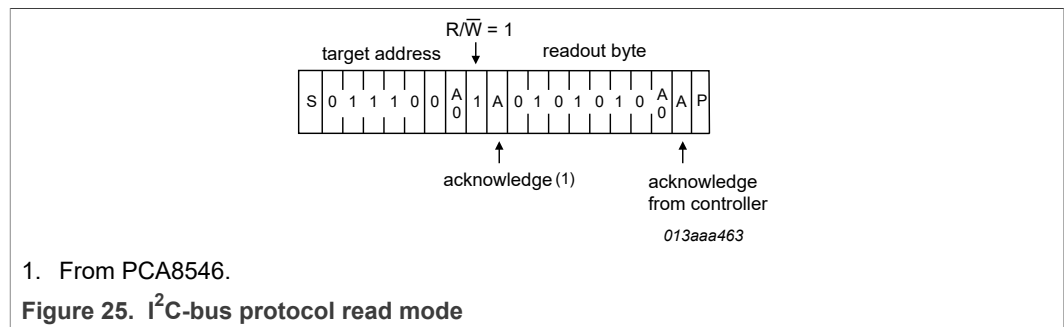 R/W̅ = 1
target address readout byte
S 0 1 1 1 0 0 A0 1 A 0 1 0 1 0 1 0 A0 A P
acknowledge (1) acknowledge
from controller
013aaa463
1. From PCA8546.
Figure 25. I²C-bus protocol read mode